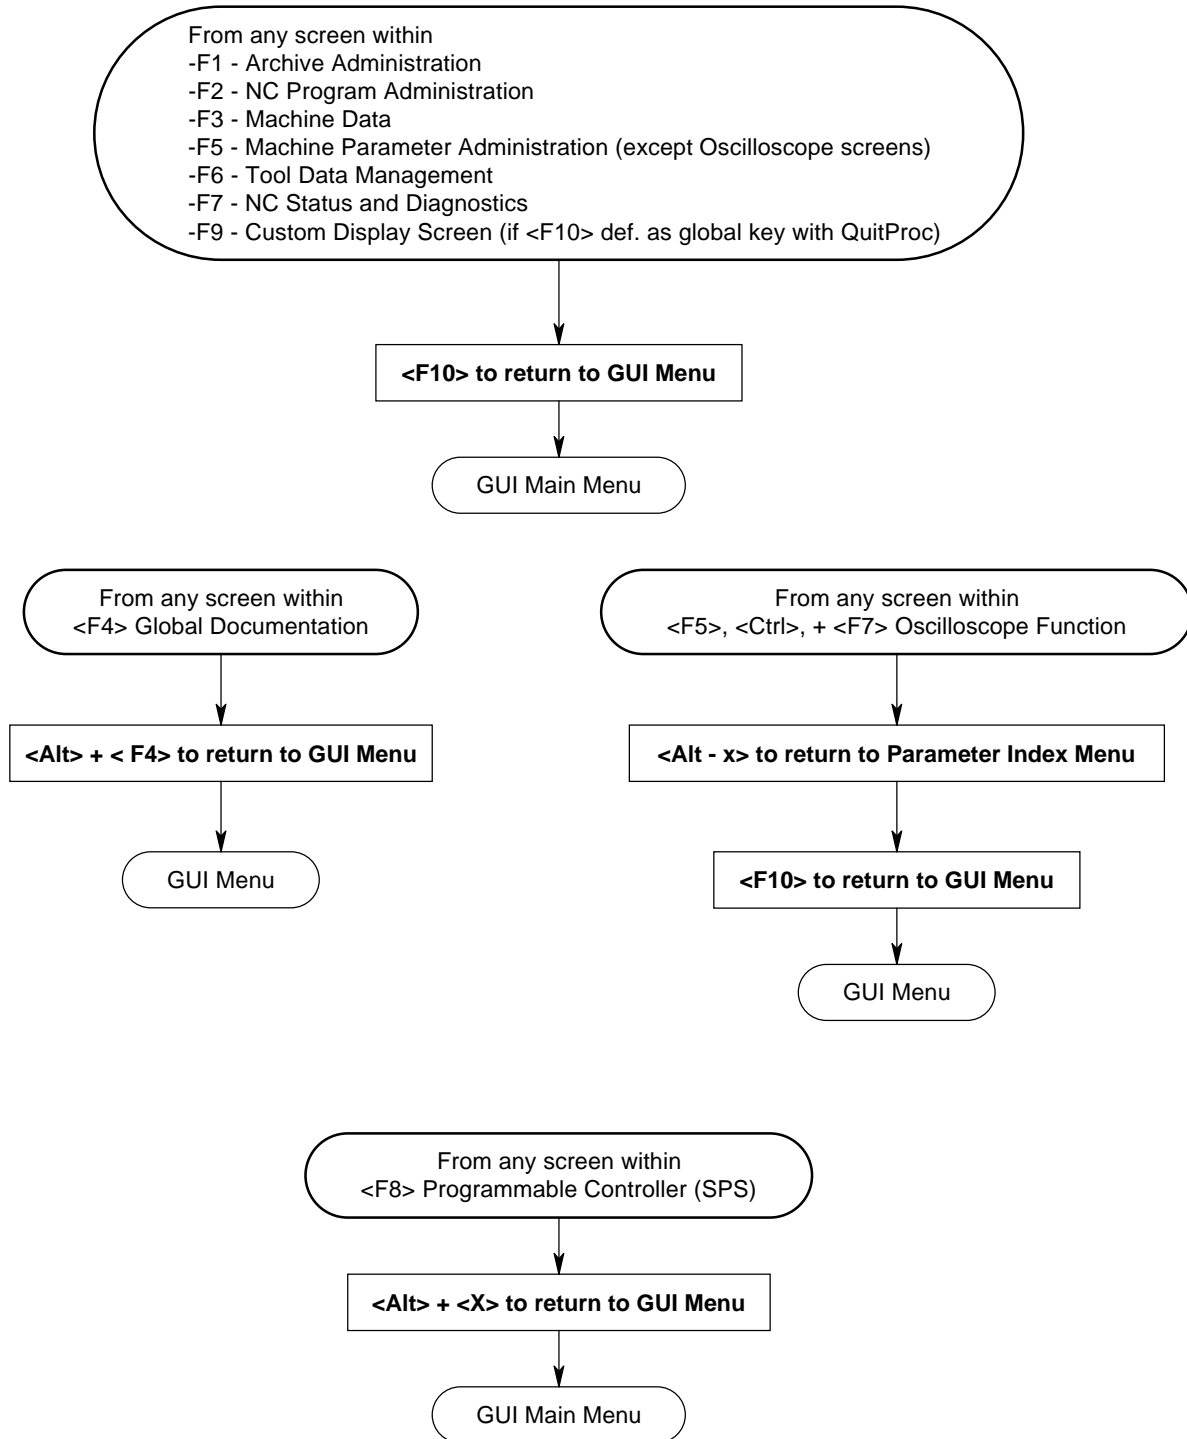 From any screen within
-F1 - Archive Administration
-F2 - NC Program Administration
-F3 - Machine Data
-F5 - Machine Parameter Administration (except Oscilloscope screens)
-F6 - Tool Data Management
-F7 - NC Status and Diagnostics
-F9 - Custom Display Screen (if <F10> def. as global key with QuitProc)
<F10> to return to GUI Menu
GUI Main Menu
From any screen within
<F4> Global Documentation
<Alt> + < F4> to return to GUI Menu
GUI Menu
From any screen within
<F5>, <Ctrl>, + <F7> Oscilloscope Function
<Alt - x> to return to Parameter Index Menu
<F10> to return to GUI Menu
GUI Menu
From any screen within
<F8> Programmable Controller (SPS)
<Alt> + <X> to return to GUI Menu
GUI Main Menu